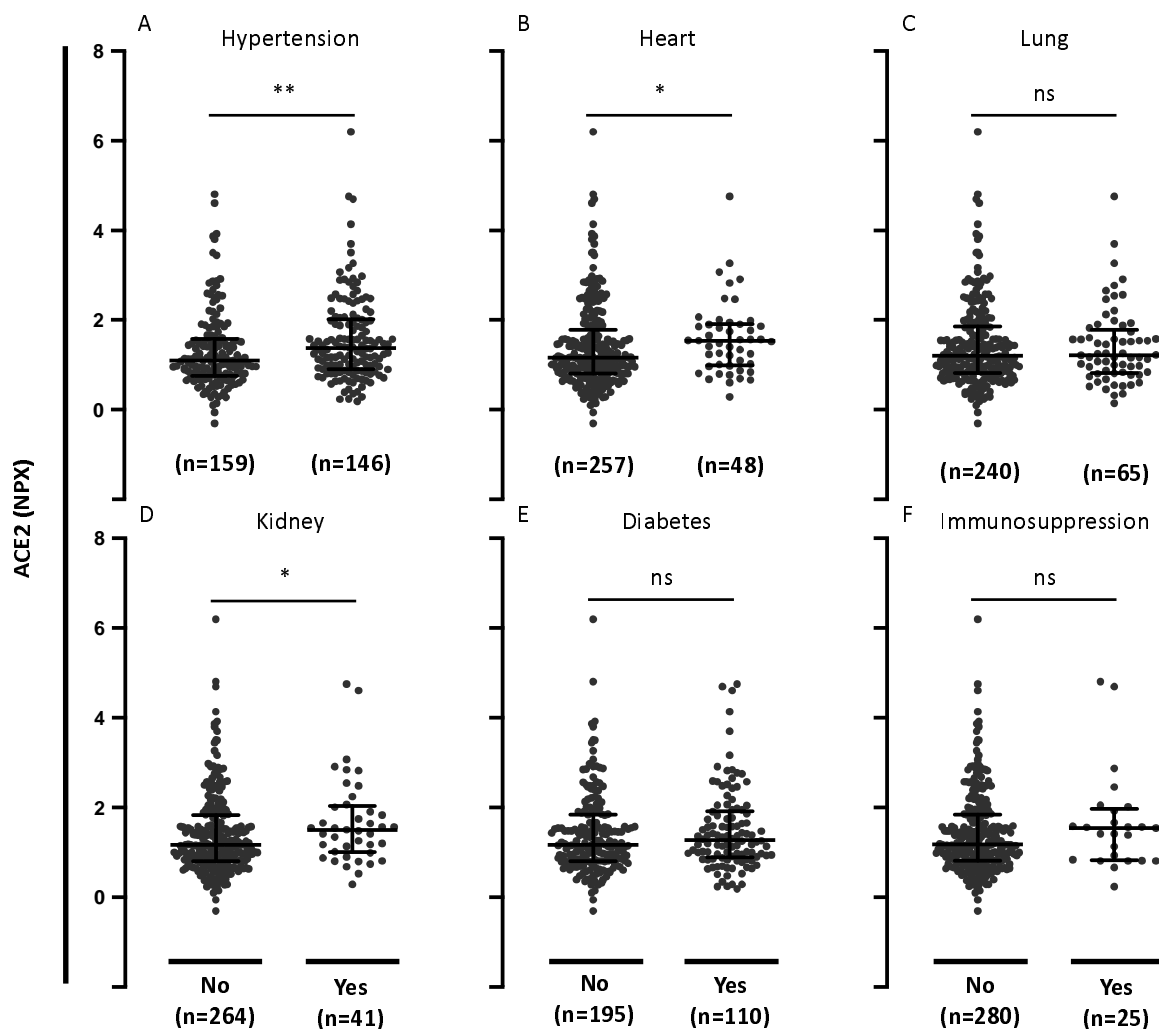 A
Hypertension
**
8
6
4
2
0
(n=159)
(n=146)
B
Heart
*
(n=257)
(n=48)
C
Lung
ns
(n=240)
(n=65)
ACE2 (NPX)
D
Kidney
*
8
6
4
2
0
No
(n=264)
Yes
(n=41)
E
Diabetes
ns
No
(n=195)
Yes
(n=110)
F
Immunosuppression
ns
No
(n=280)
Yes
(n=25)